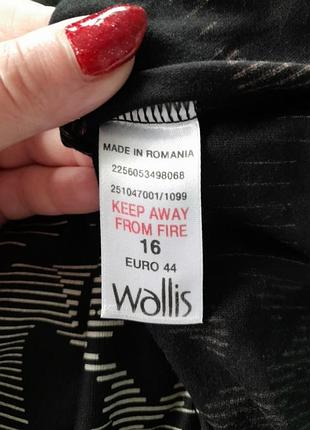 MADE IN ROMANIA
2256053498068
251047001/1099
KEEP AWAY
FROM FIRE
16
EURO 44
wallis